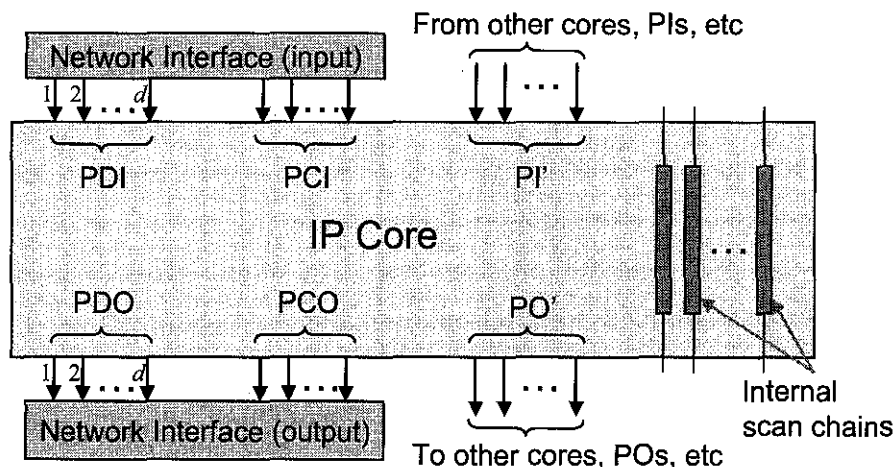 From other cores, PIs, etc
Network Interface (input)
1 2 .... d ....
...
PDI PCI PI'
IP Core
...
PDO PCO PO'
1 2 .... d ....
...
Network Interface (output)
To other cores, POs, etc
Internal
scan chains